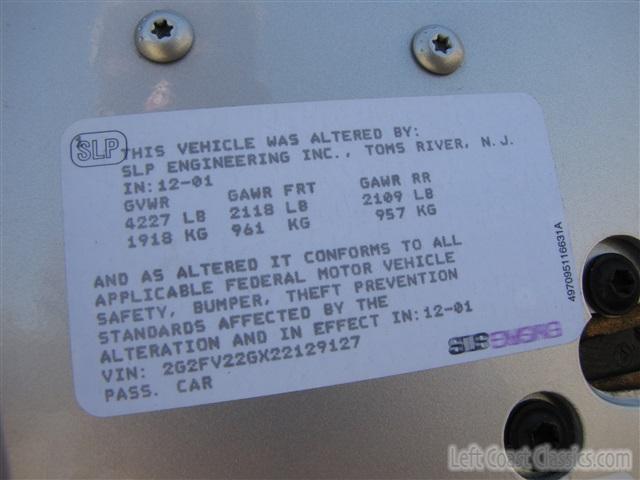 SLP
THIS VEHICLE WAS ALTERED BY:
SLP ENGINEERING INC., TOMS RIVER, N.J.
IN:12-01
GVWR GAWR FRT GAWR RR
4227 LB 2118 LB 2109 LB
1918 KG 961 KG 957 KG
AND AS ALTERED IT CONFORMS TO ALL
APPLICABLE FEDERAL MOTOR VEHICLE
SAFETY, BUMPER, THEFT PREVENTION
STANDARDS AFFECTED BY THE
ALTERATION AND IN EFFECT IN:12-01
VIN: 2G2FV22GX22129127
PASS. CAR
497095116631A
Left Coast Classics.com